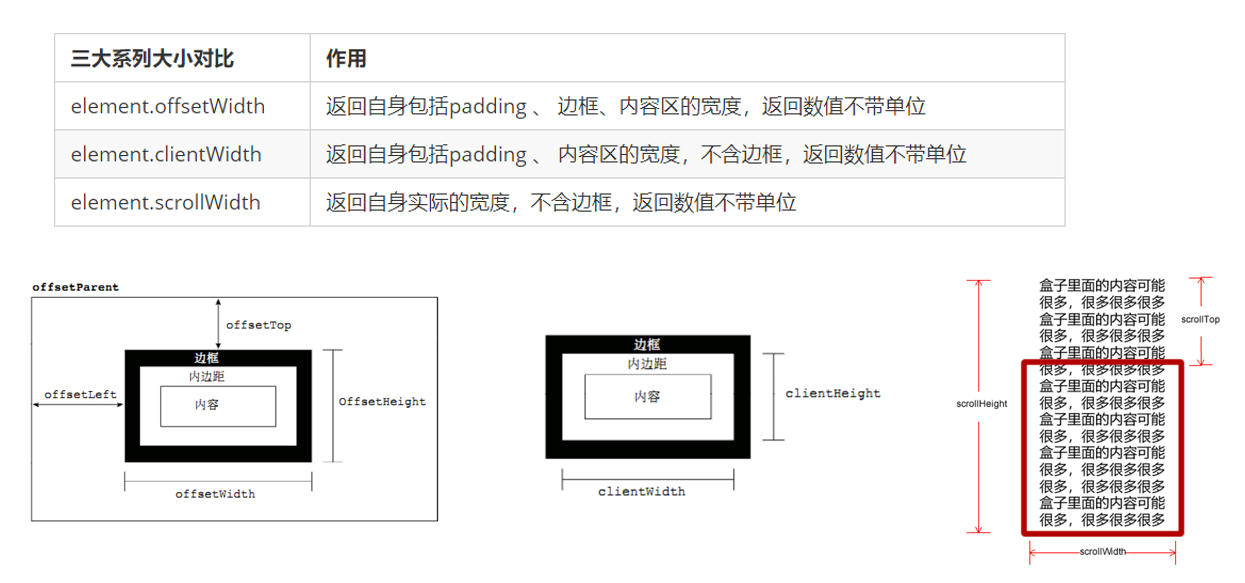 三大系列大小对比 作用
element.offsetWidth 返回自身包括padding 、 边框、内容区的宽度，返回数值不带单位
element.clientWidth 返回自身包括padding 、 内容区的宽度，不含边框，返回数值不带单位
element.scrollWidth 返回自身实际的宽度，不含边框，返回数值不带单位
offsetParent
offsetTop
边框
内边距
内容
offsetLeft
OffsetHeight
offsetWidth
边框
内边距
内容
clientHeight
clientWidth
盒子里面的内容可能
很多，很多很多很多
盒子里面的内容可能
很多，很多很多很多
盒子里面的内容可能
很多，很多很多很多
盒子里面的内容可能
很多，很多很多很多
盒子里面的内容可能
很多，很多很多很多
盒子里面的内容可能
很多，很多很多很多
很多，很多很多很多
盒子里面的内容可能
很多，很多很多很多
scrollTop
scrollHeight
scrollWidth